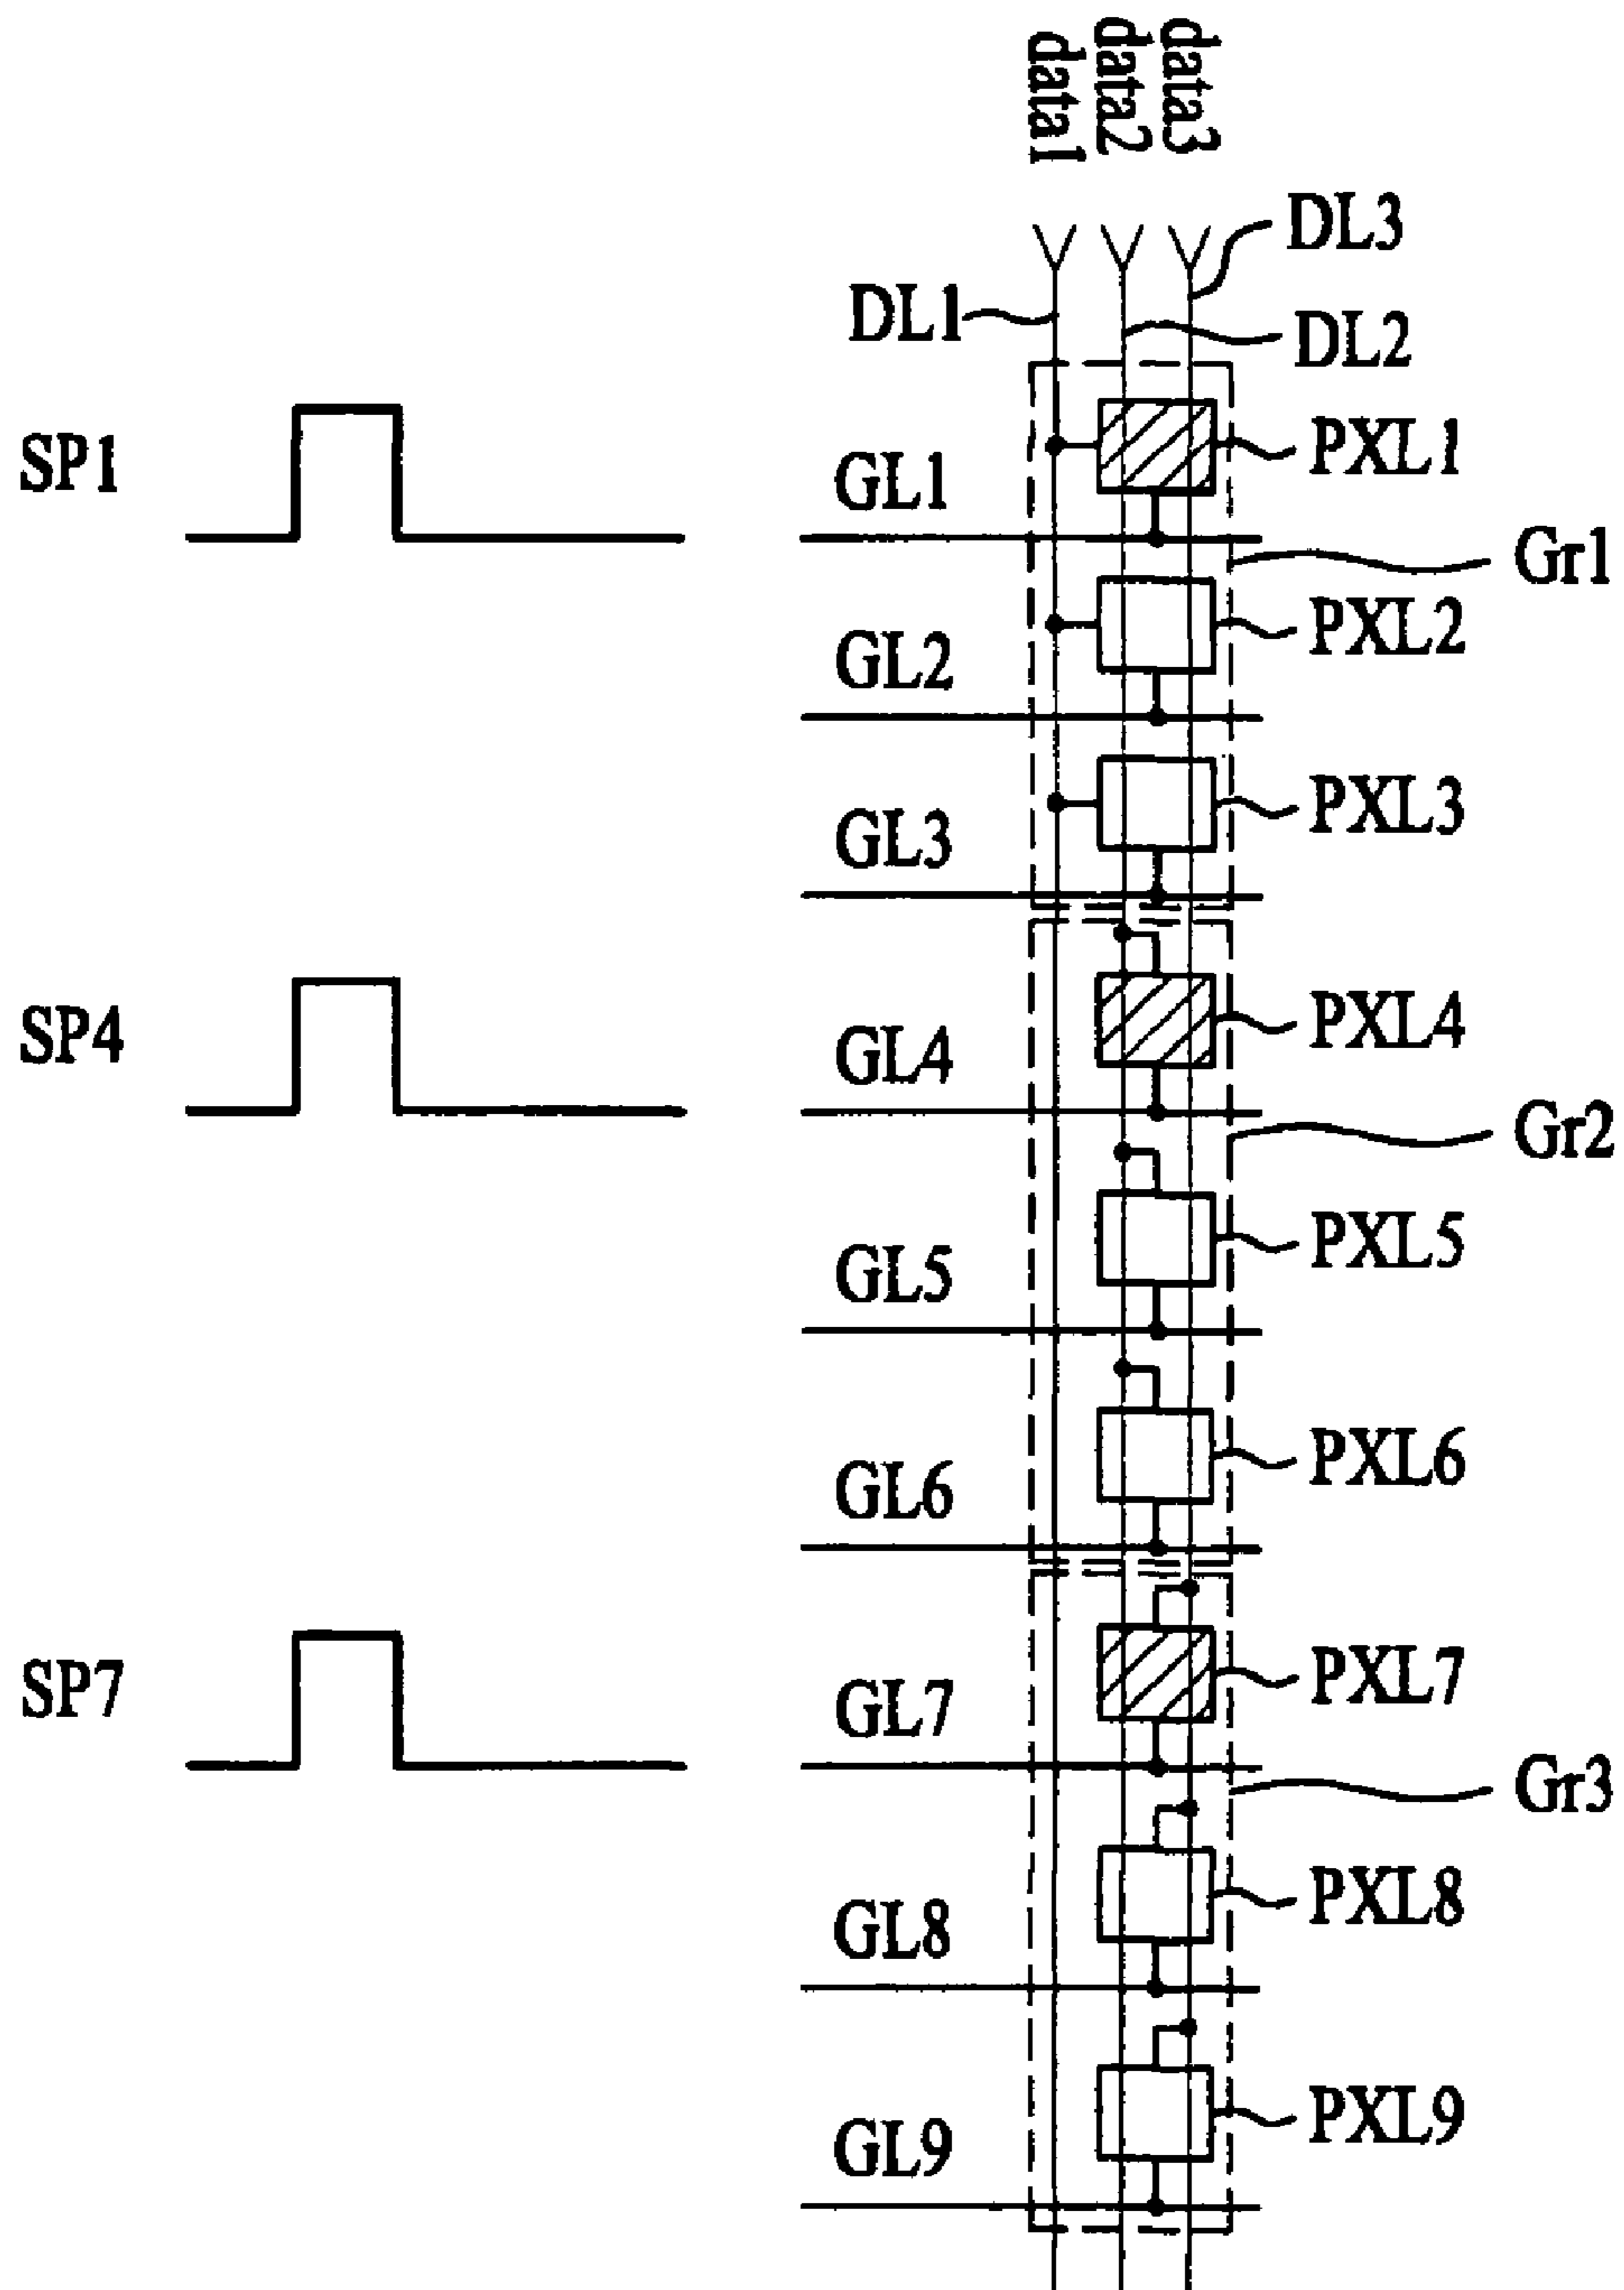 data1
data2
data3
DL3
DL1
DL2
SP1
PXL1
GL1
Gr1
PXL2
GL2
PXL3
GL3
SP4
PXL4
GL4
Gr2
PXL5
GL5
PXL6
GL6
SP7
PXL7
GL7
Gr3
PXL8
GL8
PXL9
GL9